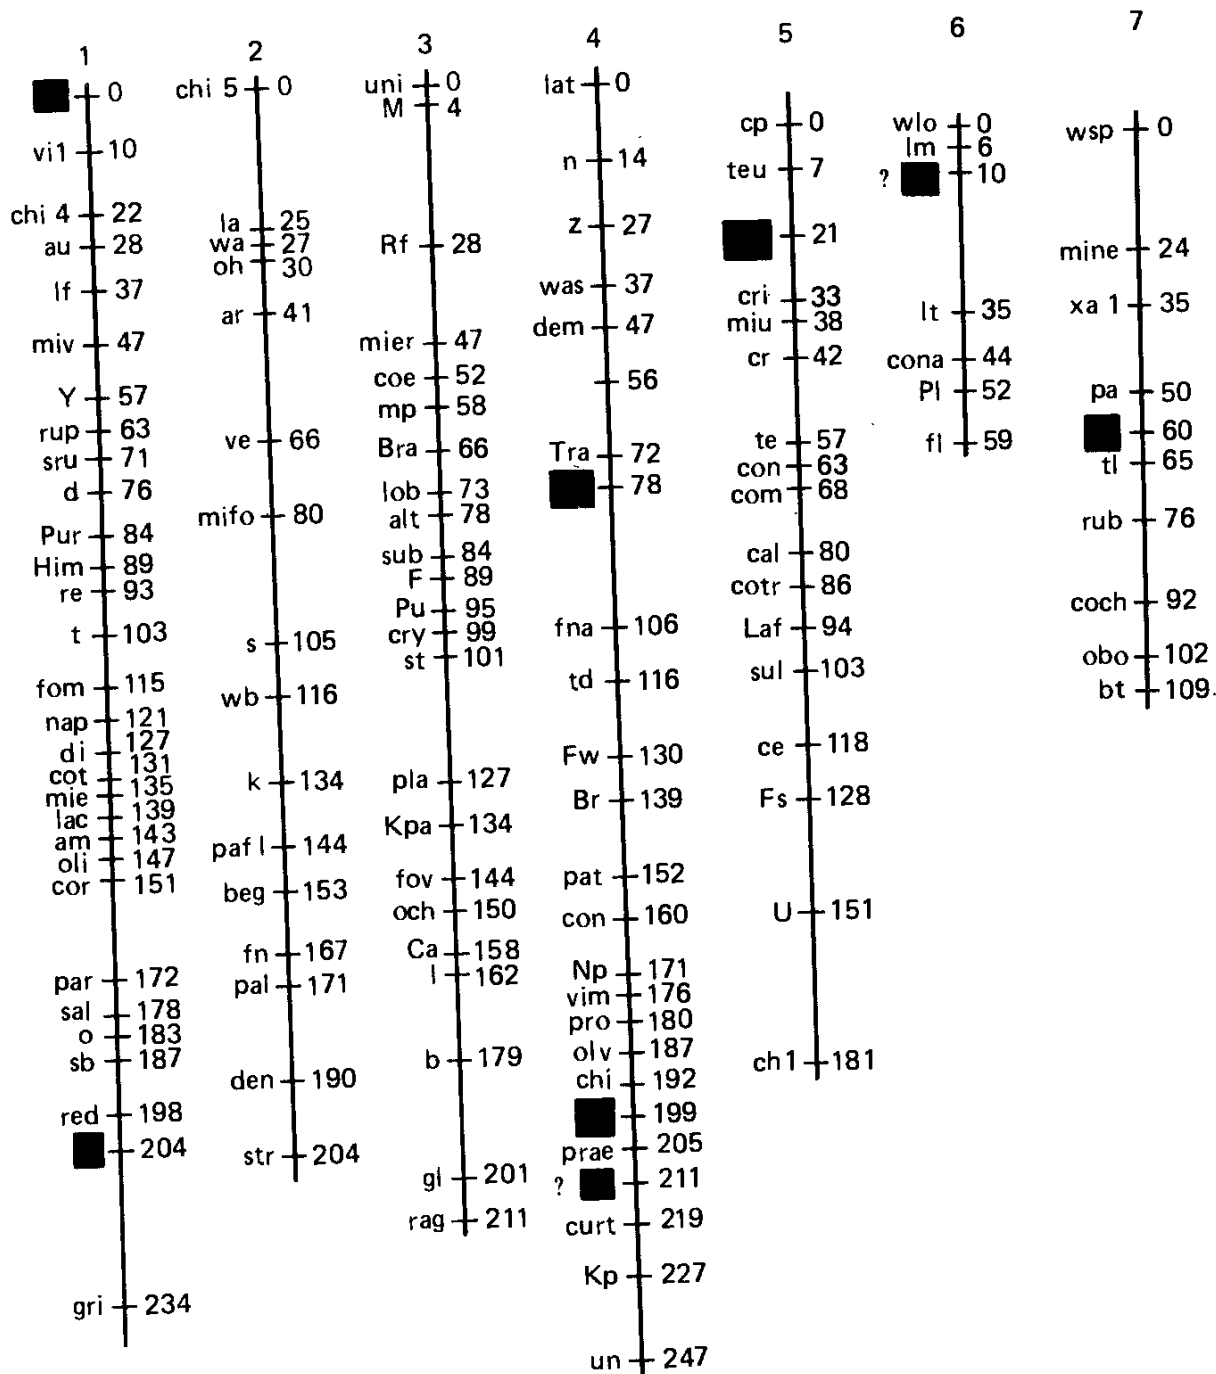 1
0
vi1 10
chi 4 22
au 28
lf 37
miv 47
Y 57
rup 63
sru 71
d 76
Pur 84
Him 89
re 93
t 103
fom 115
nap 121
di 127
cot 131
mie 135
lac 139
am 143
oli 147
cor 151
par 172
sal 178
o 183
sb 187
red 198
204
gri 234
2
chi 5 0
la 25
wa 27
oh 30
ar 41
ve 66
mifo 80
s 105
wb 116
k 134
paf l 144
beg 153
fn 167
pal 171
den 190
str 204
3
uni 0
M 4
Rf 28
mier 47
coe 52
mp 58
Bra 66
lob 73
alt 78
sub 84
F 89
Pu 95
cry 99
st 101
pla 127
Kpa 134
fov 144
och 150
Ca 158
l 162
b 179
gl 201
rag 211
4
lat 0
n 14
z 27
was 37
dem 47
56
Tra 72
78
fna 106
td 116
Fw 130
Br 139
pat 152
con 160
Np 171
vim 176
pro 180
olv 187
chi 192
199
prae 205
? 211
curt 219
Kp 227
un 247
5
cp 0
teu 7
21
cri 33
miu 38
cr 42
te 57
con 63
com 68
cal 80
cotr 86
Laf 94
sul 103
ce 118
Fs 128
U 151
ch1 181
6
wlo 0
lm 6
? 10
lt 35
cona 44
Pl 52
fl 59
7
wsp 0
mine 24
xa 1 35
pa 50
60
tl 65
rub 76
coch 92
obo 102
bt 109.